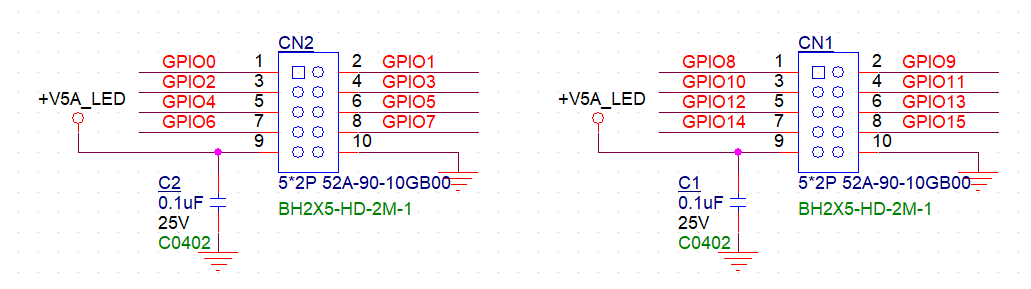 CN2
GPIO0 1 2 GPIO1
GPIO2 3 4 GPIO3
+V5A_LED GPIO4 5 6 GPIO5
GPIO6 7 8 GPIO7
9 10
5*2P 52A-90-10GB00
BH2X5-HD-2M-1
C2
0.1uF
25V
C0402
CN1
GPIO8 1 2 GPIO9
GPIO10 3 4 GPIO11
+V5A_LED GPIO12 5 6 GPIO13
GPIO14 7 8 GPIO15
9 10
5*2P 52A-90-10GB00
BH2X5-HD-2M-1
C1
0.1uF
25V
C0402